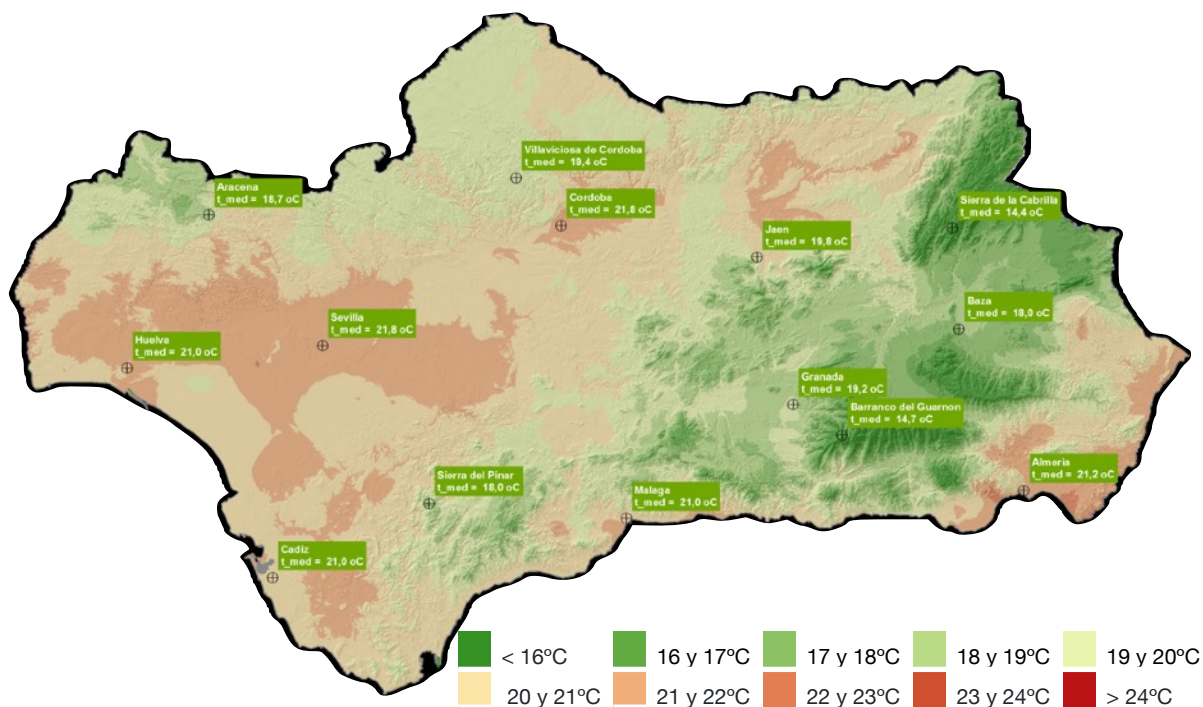 Villaviciosa de Cordoba
t_med = 19,4 oC
Aracena
t_med = 18,7 oC
Cordoba
t_med = 21,8 oC
Sierra de la Cabrilla
t_med = 14,4 oC
Jaen
t_med = 19,8 oC
Baza
t_med = 18,0 oC
Sevilla
t_med = 21,8 oC
Huelva
t_med = 21,0 oC
Granada
t_med = 19,2 oC
Barranco del Guarnon
t_med = 14,7 oC
Almeria
t_med = 21,2 oC
Sierra del Pinar
t_med = 18,0 oC
Malaga
t_med = 21,0 oC
Cadiz
t_med = 21,0 oC
< 16ºC 16 y 17ºC 17 y 18ºC 18 y 19ºC 19 y 20ºC
20 y 21ºC 21 y 22ºC 22 y 23ºC 23 y 24ºC > 24ºC